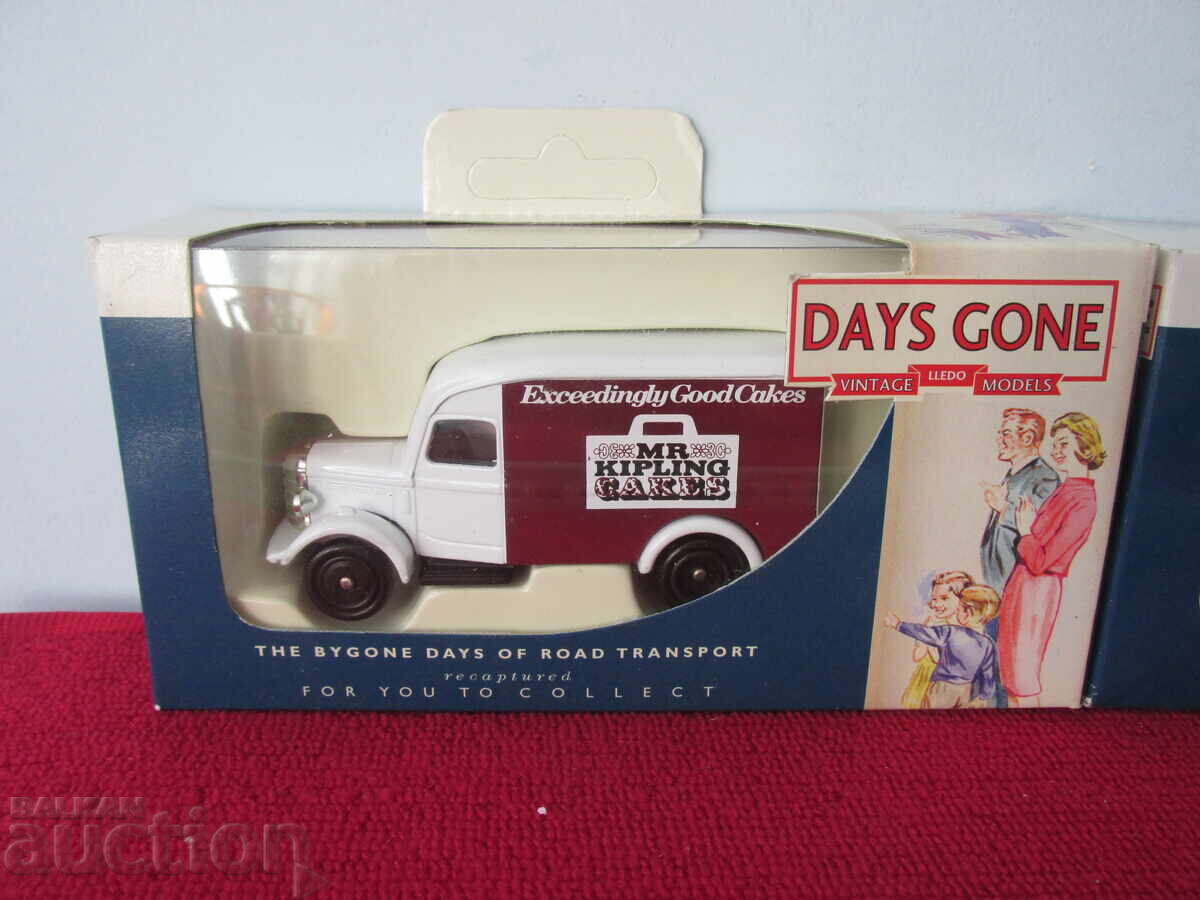 DAYS GONE
VINTAGE LLEDO MODELS
Exceedingly Good Cakes
MR
KIPLING
CAKES
THE BYGONE DAYS OF ROAD TRANSPORT
recaptured
FOR YOU TO COLLECT
BALKAN
auction